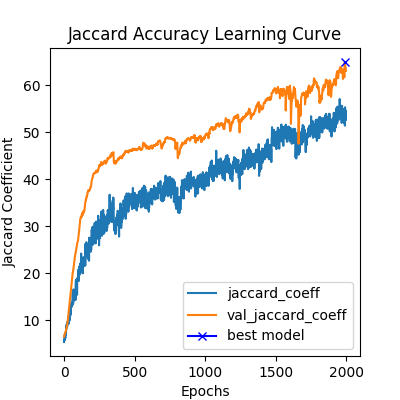 Jaccard Accuracy Learning Curve
Jaccard Coefficient
60
50
40
30
20
10
jaccard_coeff
val_jaccard_coeff
best model
0
500
1000
1500
2000
Epochs